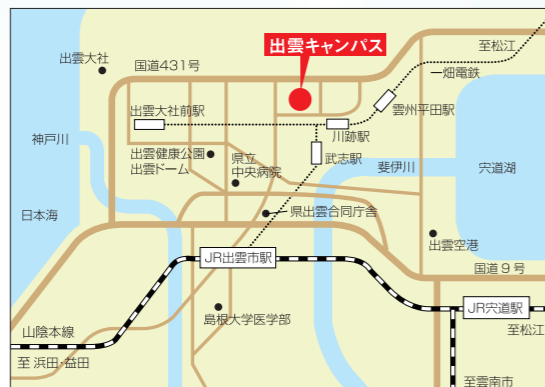 出雲キャンパス
至松江
出雲大社
国道431号
一畑電鉄
出雲大社前駅
雲州平田駅
川跡駅
神戸川
出雲健康公園
出雲ドーム
県立
中央病院
武志駅
斐伊川
宍道湖
日本海
県出雲合同庁舎
出雲空港
JR出雲市駅
国道9号
島根大学医学部
JR宍道駅
山陰本線
至松江
至 浜田・益田
至雲南市